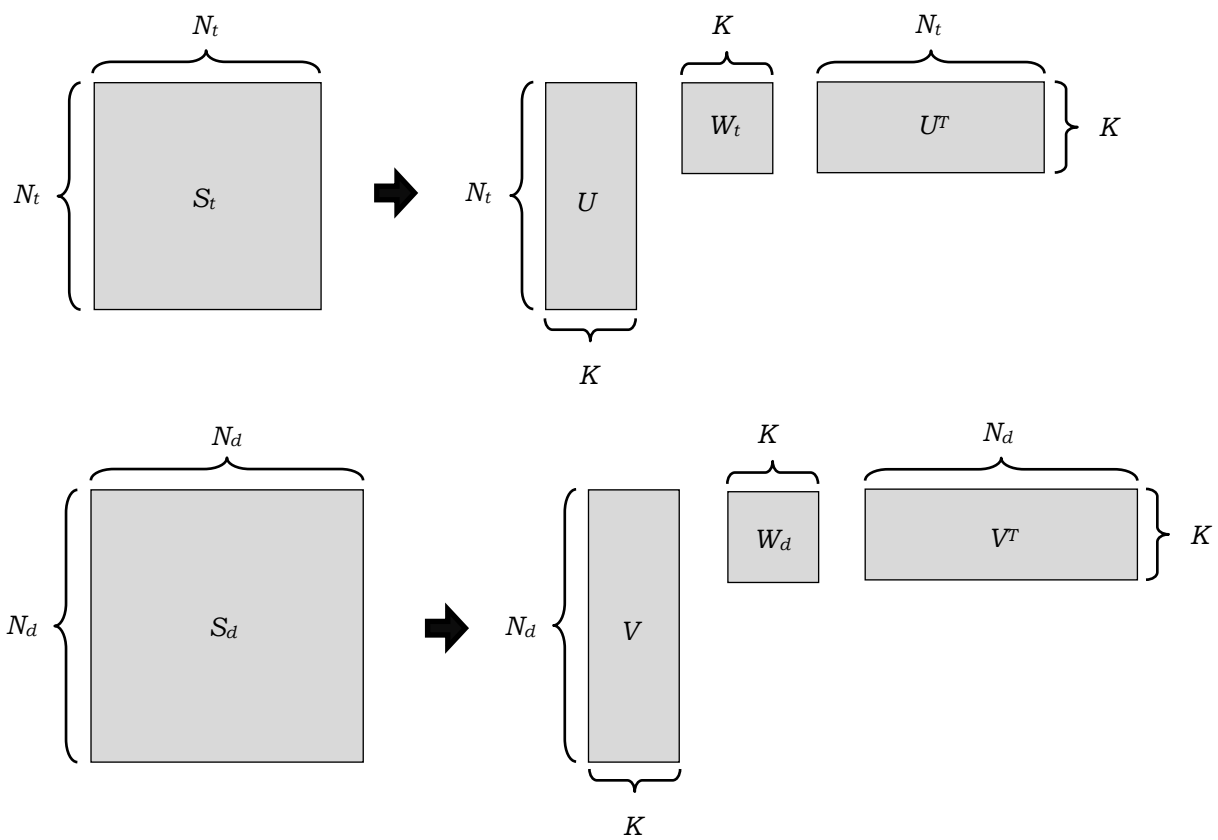 N_t K N_t
N_t S_t N_t U W_t U^T K
K
N_d K N_d
N_d S_d N_d V W_d V^T K
K